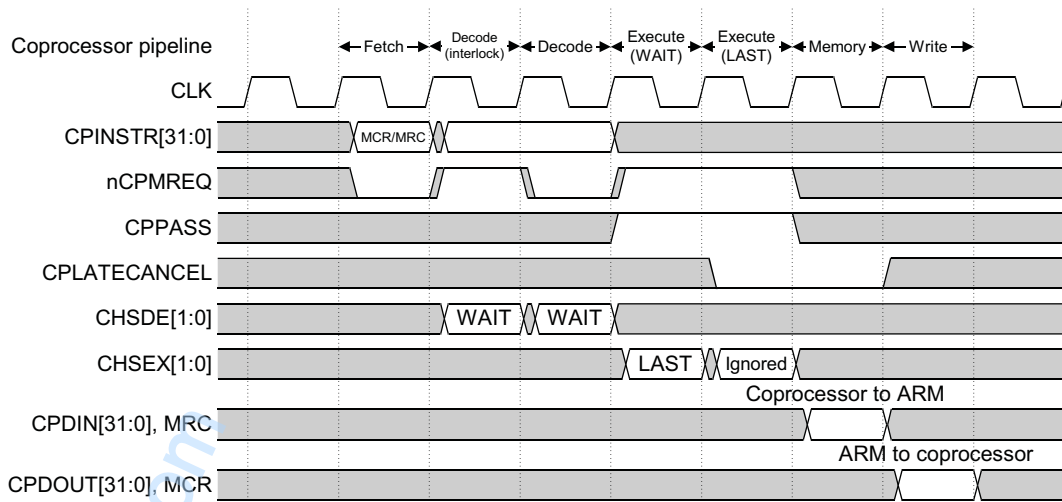 Coprocessor pipeline
Fetch
Decode
(interlock)
Decode
Execute
(WAIT)
Execute
(LAST)
Memory
Write
CLK
CPINSTR[31:0]
MCR/MRC
nCPMREQ
CPPASS
CPLATECANCEL
CHSDE[1:0]
WAIT
WAIT
CHSEX[1:0]
LAST
Ignored
Coprocessor to ARM
CPDIN[31:0], MRC
ARM to coprocessor
CPDOUT[31:0], MCR
om